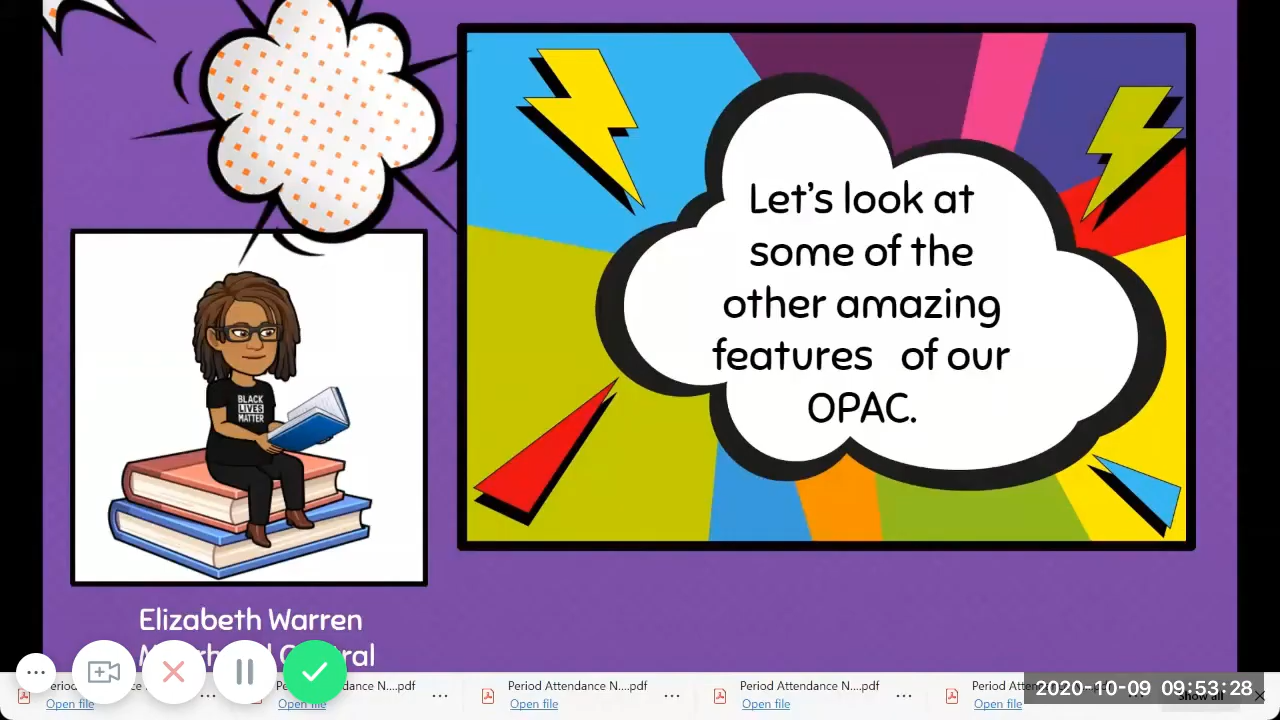 Let's look at
some of the
other amazing
features of our
OPAC.
BLACK
LIVES
MATTER
Elizabeth Warren
Period Attendance N....pdf
Open file
Open file
Period Attendance N....pdf
Open file
Period Attendance N....pdf
Open file
Open file
2020-10-09 09:53:28
Show all